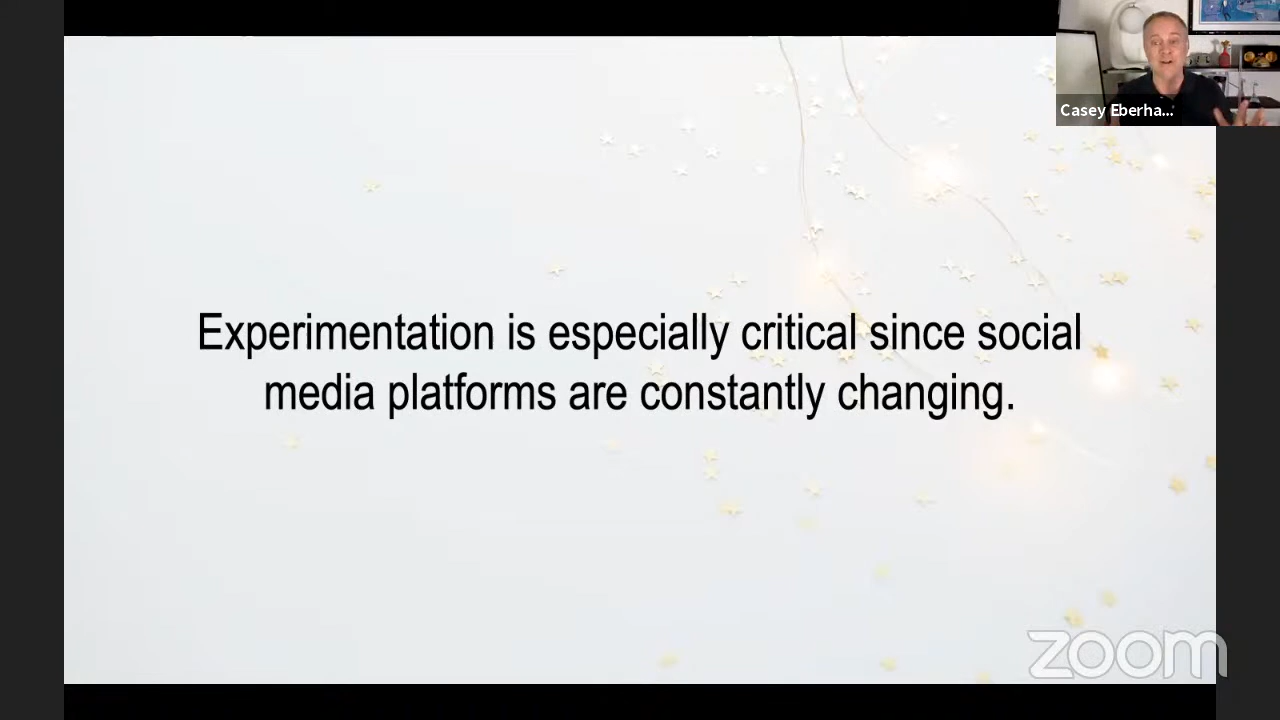 Casey Eberha...
Experimentation is especially critical since social
media platforms are constantly changing.
zoom